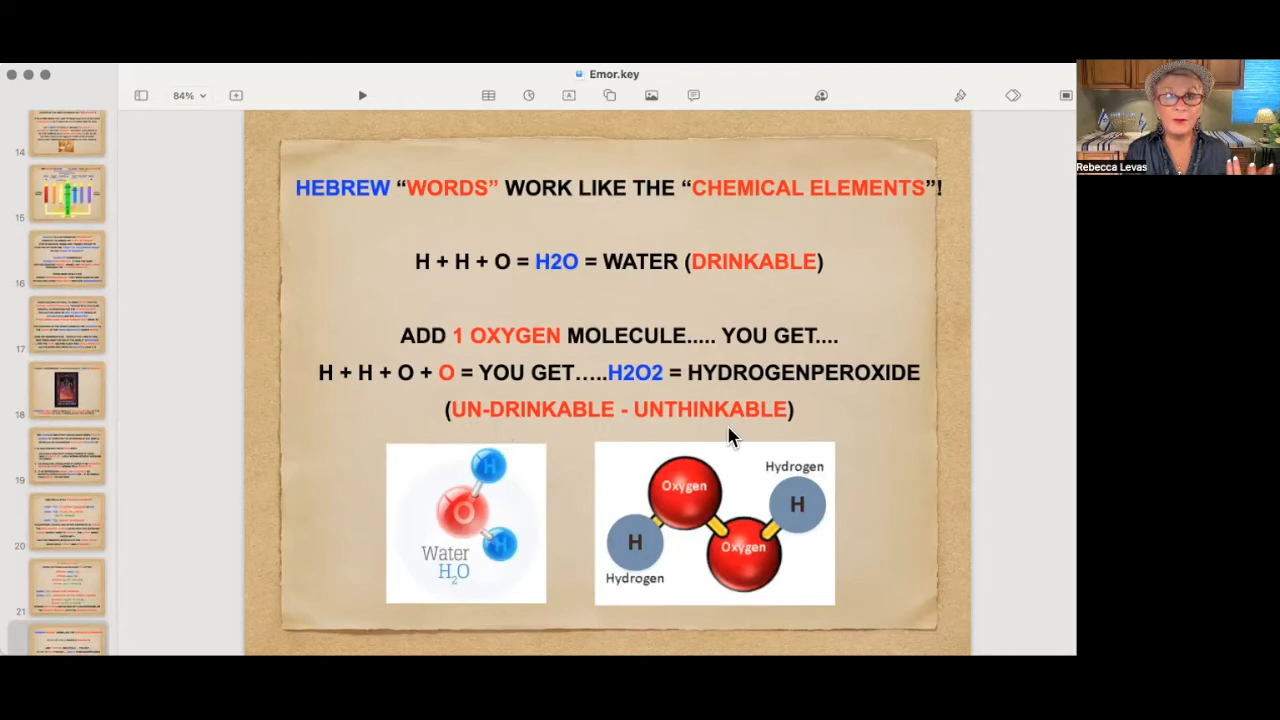 Emor.key
84%
HEBREW “WORDS” WORK LIKE THE “CHEMICAL ELEMENTS”!
H + H + O = H2O = WATER (DRINKABLE)
ADD 1 OXYGEN MOLECULE..... YOU GET....
H + H + O + O = YOU GET…..H2O2 = HYDROGENPEROXIDE
(UN-DRINKABLE - UNTHINKABLE)
H
O
H
Water
H2O
Hydrogen
Oxygen
H
H
Oxygen
Hydrogen
14
15
16
17
18
19
20
21
Rebecca Levas